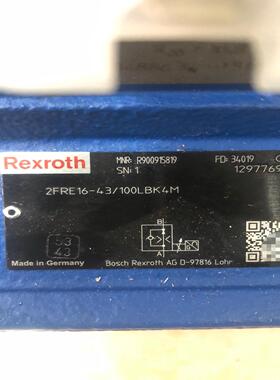 Rexroth
MNR: R900915819
FD: 34019
SN: 1
1297769
2FRE16-43/100LBK4M
53
43
Made in Germany
Bosch Rexroth AG D-97816 Lohr